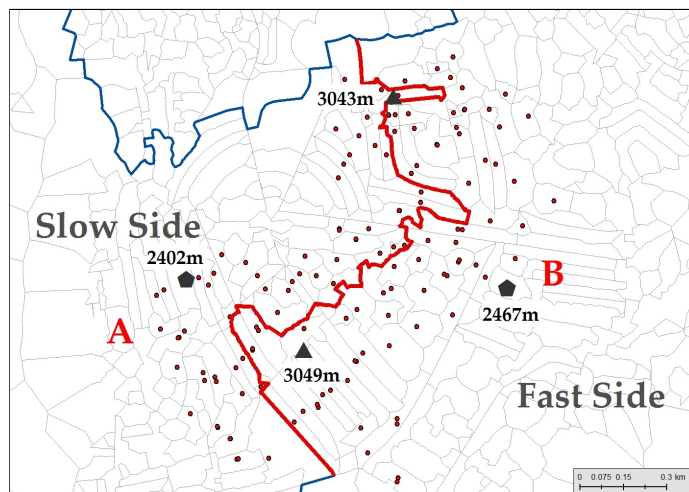 3043m
Slow Side
2402m
B
2467m
A
3049m
Fast Side
0 0.075 0.15 0.3 km